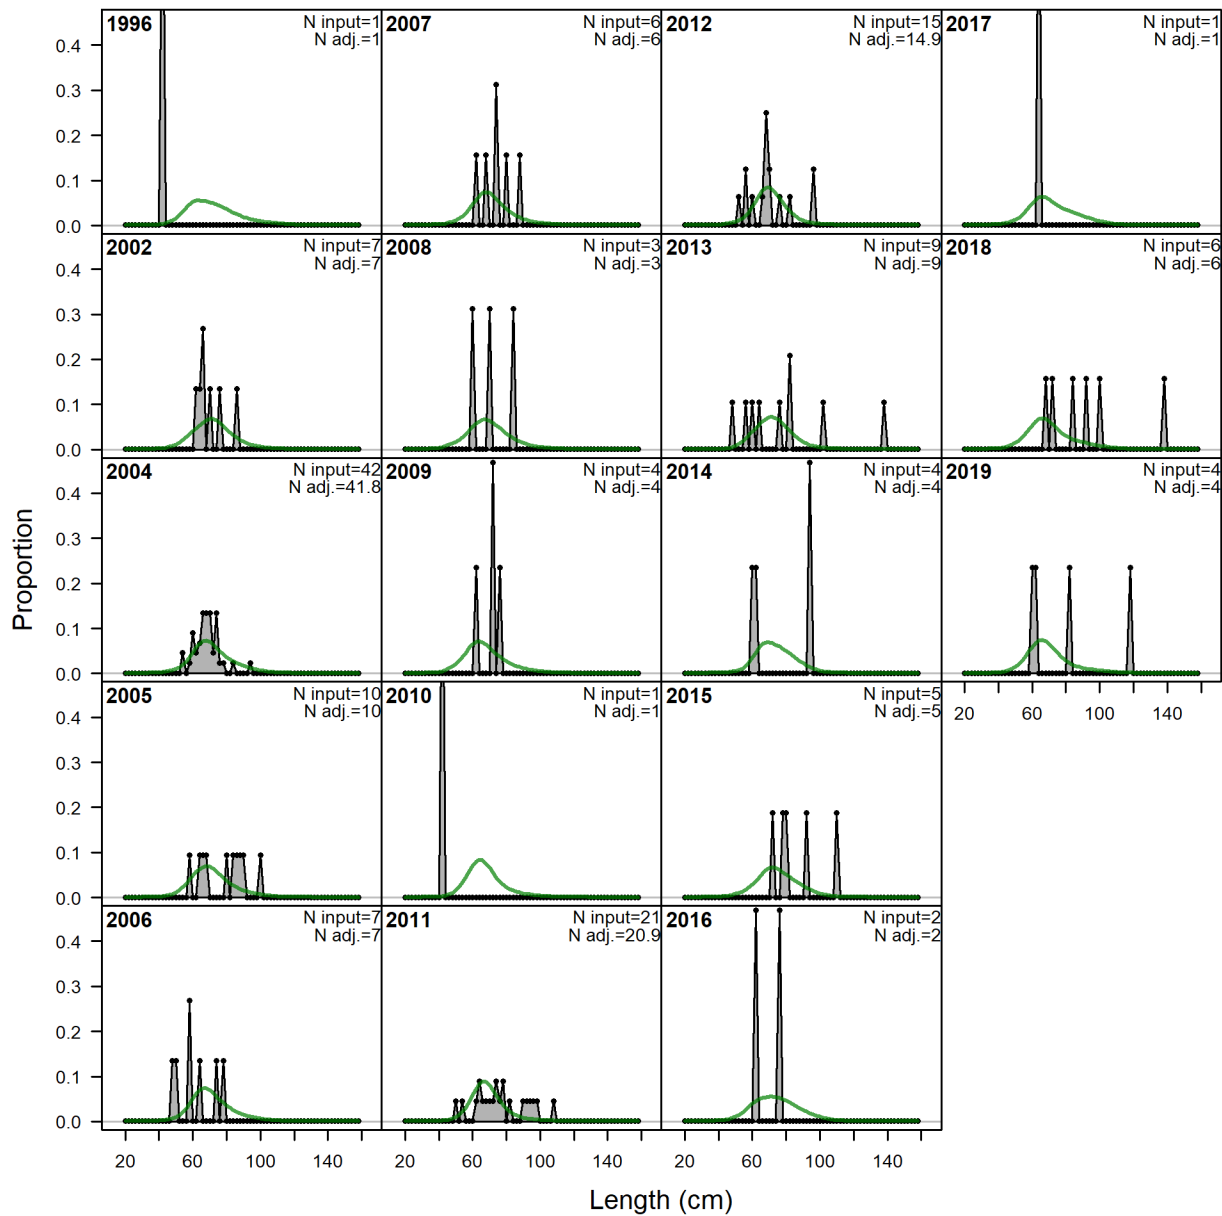 1996
N input=1
N adj.=1
2007
N input=6
N adj.=6
2012
N input=15
N adj.=14.9
2017
N input=1
N adj.=1
0.4
0.3
0.2
0.1
0.0
2002
N input=7
N adj.=7
2008
N input=3
N adj.=3
2013
N input=9
N adj.=9
2018
N input=6
N adj.=6
0.4
0.3
0.2
0.1
0.0
2004
N input=42
N adj.=41.8
2009
N input=4
N adj.=4
2014
N input=4
N adj.=4
2019
N input=4
N adj.=4
0.4
0.3
0.2
0.1
0.0
20 60 100 140
2005
N input=10
N adj.=10
2010
N input=1
N adj.=1
2015
N input=5
N adj.=5
0.4
0.3
0.2
0.1
0.0
2006
N input=7
N adj.=7
2011
N input=21
N adj.=20.9
2016
N input=2
N adj.=2
0.4
0.3
0.2
0.1
0.0
20 60 100 140 20 60 100 140 20 60 100 140
Proportion
Length (cm)